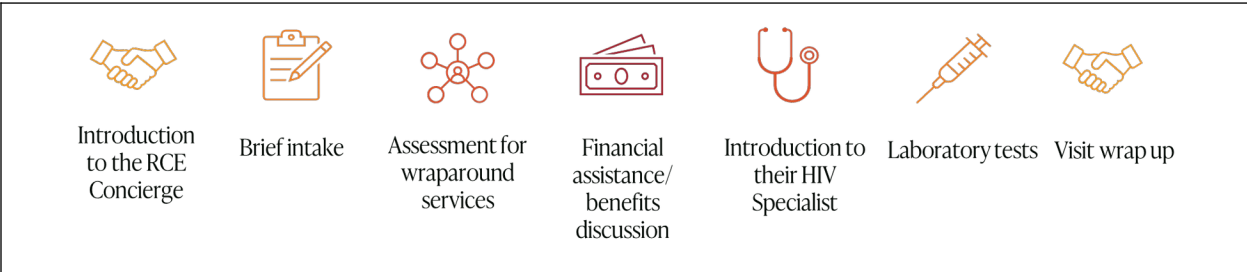 Introduction
to the RCE
Concierge
Brief intake
Assessment for
wraparound
services
Financial
assistance/
benefits
discussion
Introduction to
their HIV
Specialist
Laboratory tests
Visit wrap up